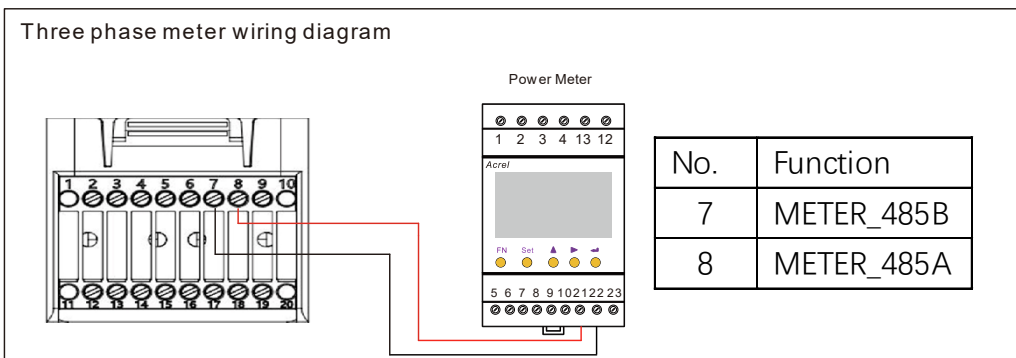 Three phase meter wiring diagram
Power Meter
1 2 3 4 13 12
Acrel
FN Set
5 6 7 8 9 10 21 22 23
1 2 3 4 5 6 7 8 9 10
11 12 13 14 15 16 17 18 19 20
No. Function
7 METER_485B
8 METER_485A